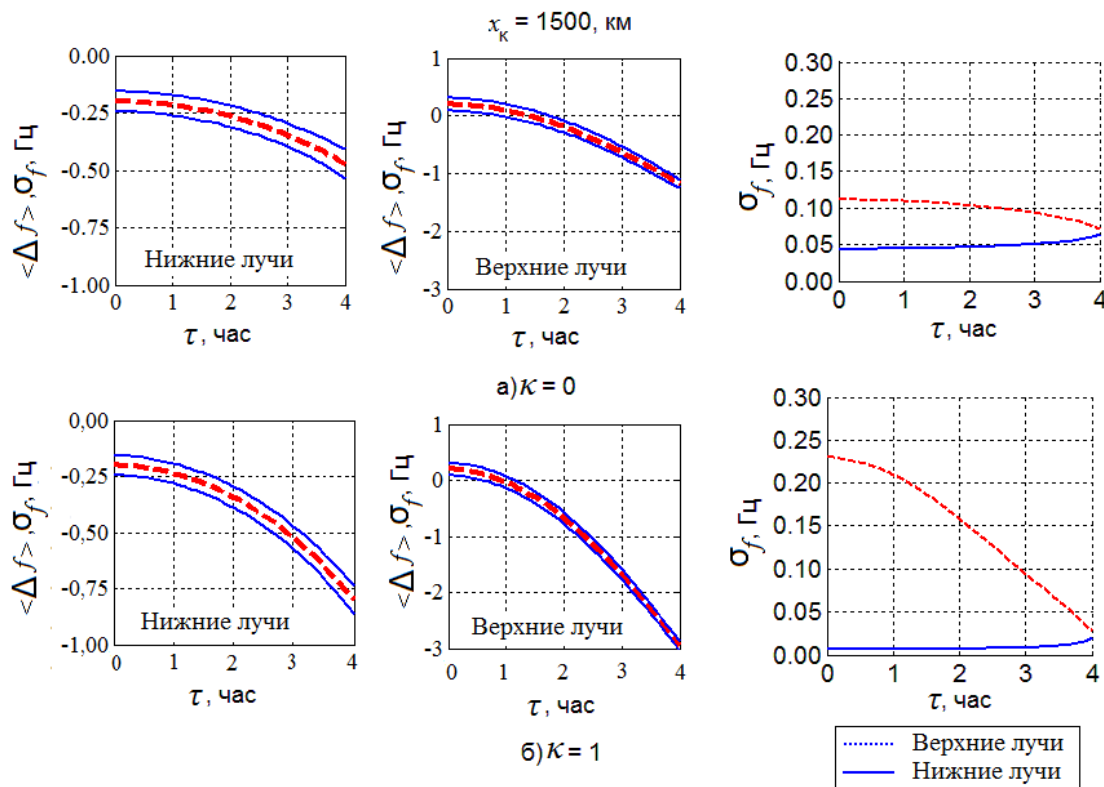 x_к = 1500, км
<Δf>,σ_f, Гц
0.00
-0.25
-0.50
-0.75
-1.00
0 1 2 3 4
τ, час
Нижние лучи
<Δf>,σ_f, Гц
1
0
-1
-2
-3
0 1 2 3 4
τ, час
Верхние лучи
σ_f, Гц
0.30
0.25
0.20
0.15
0.10
0.05
0.00
0 1 2 3 4
τ, час
а)κ = 0
<Δf>,σ_f, Гц
0.00
-0.25
-0.50
-0.75
-1,00
0 1 2 3 4
τ, час
Нижние лучи
<Δf>,σ_f, Гц
1
0
-1
-2
-3
0 1 2 3 4
τ, час
Верхние лучи
σ_f, Гц
0.30
0.25
0.20
0.15
0.10
0.05
0.00
0 1 2 3 4
τ, час
б)κ = 1
Верхние лучи
Нижние лучи